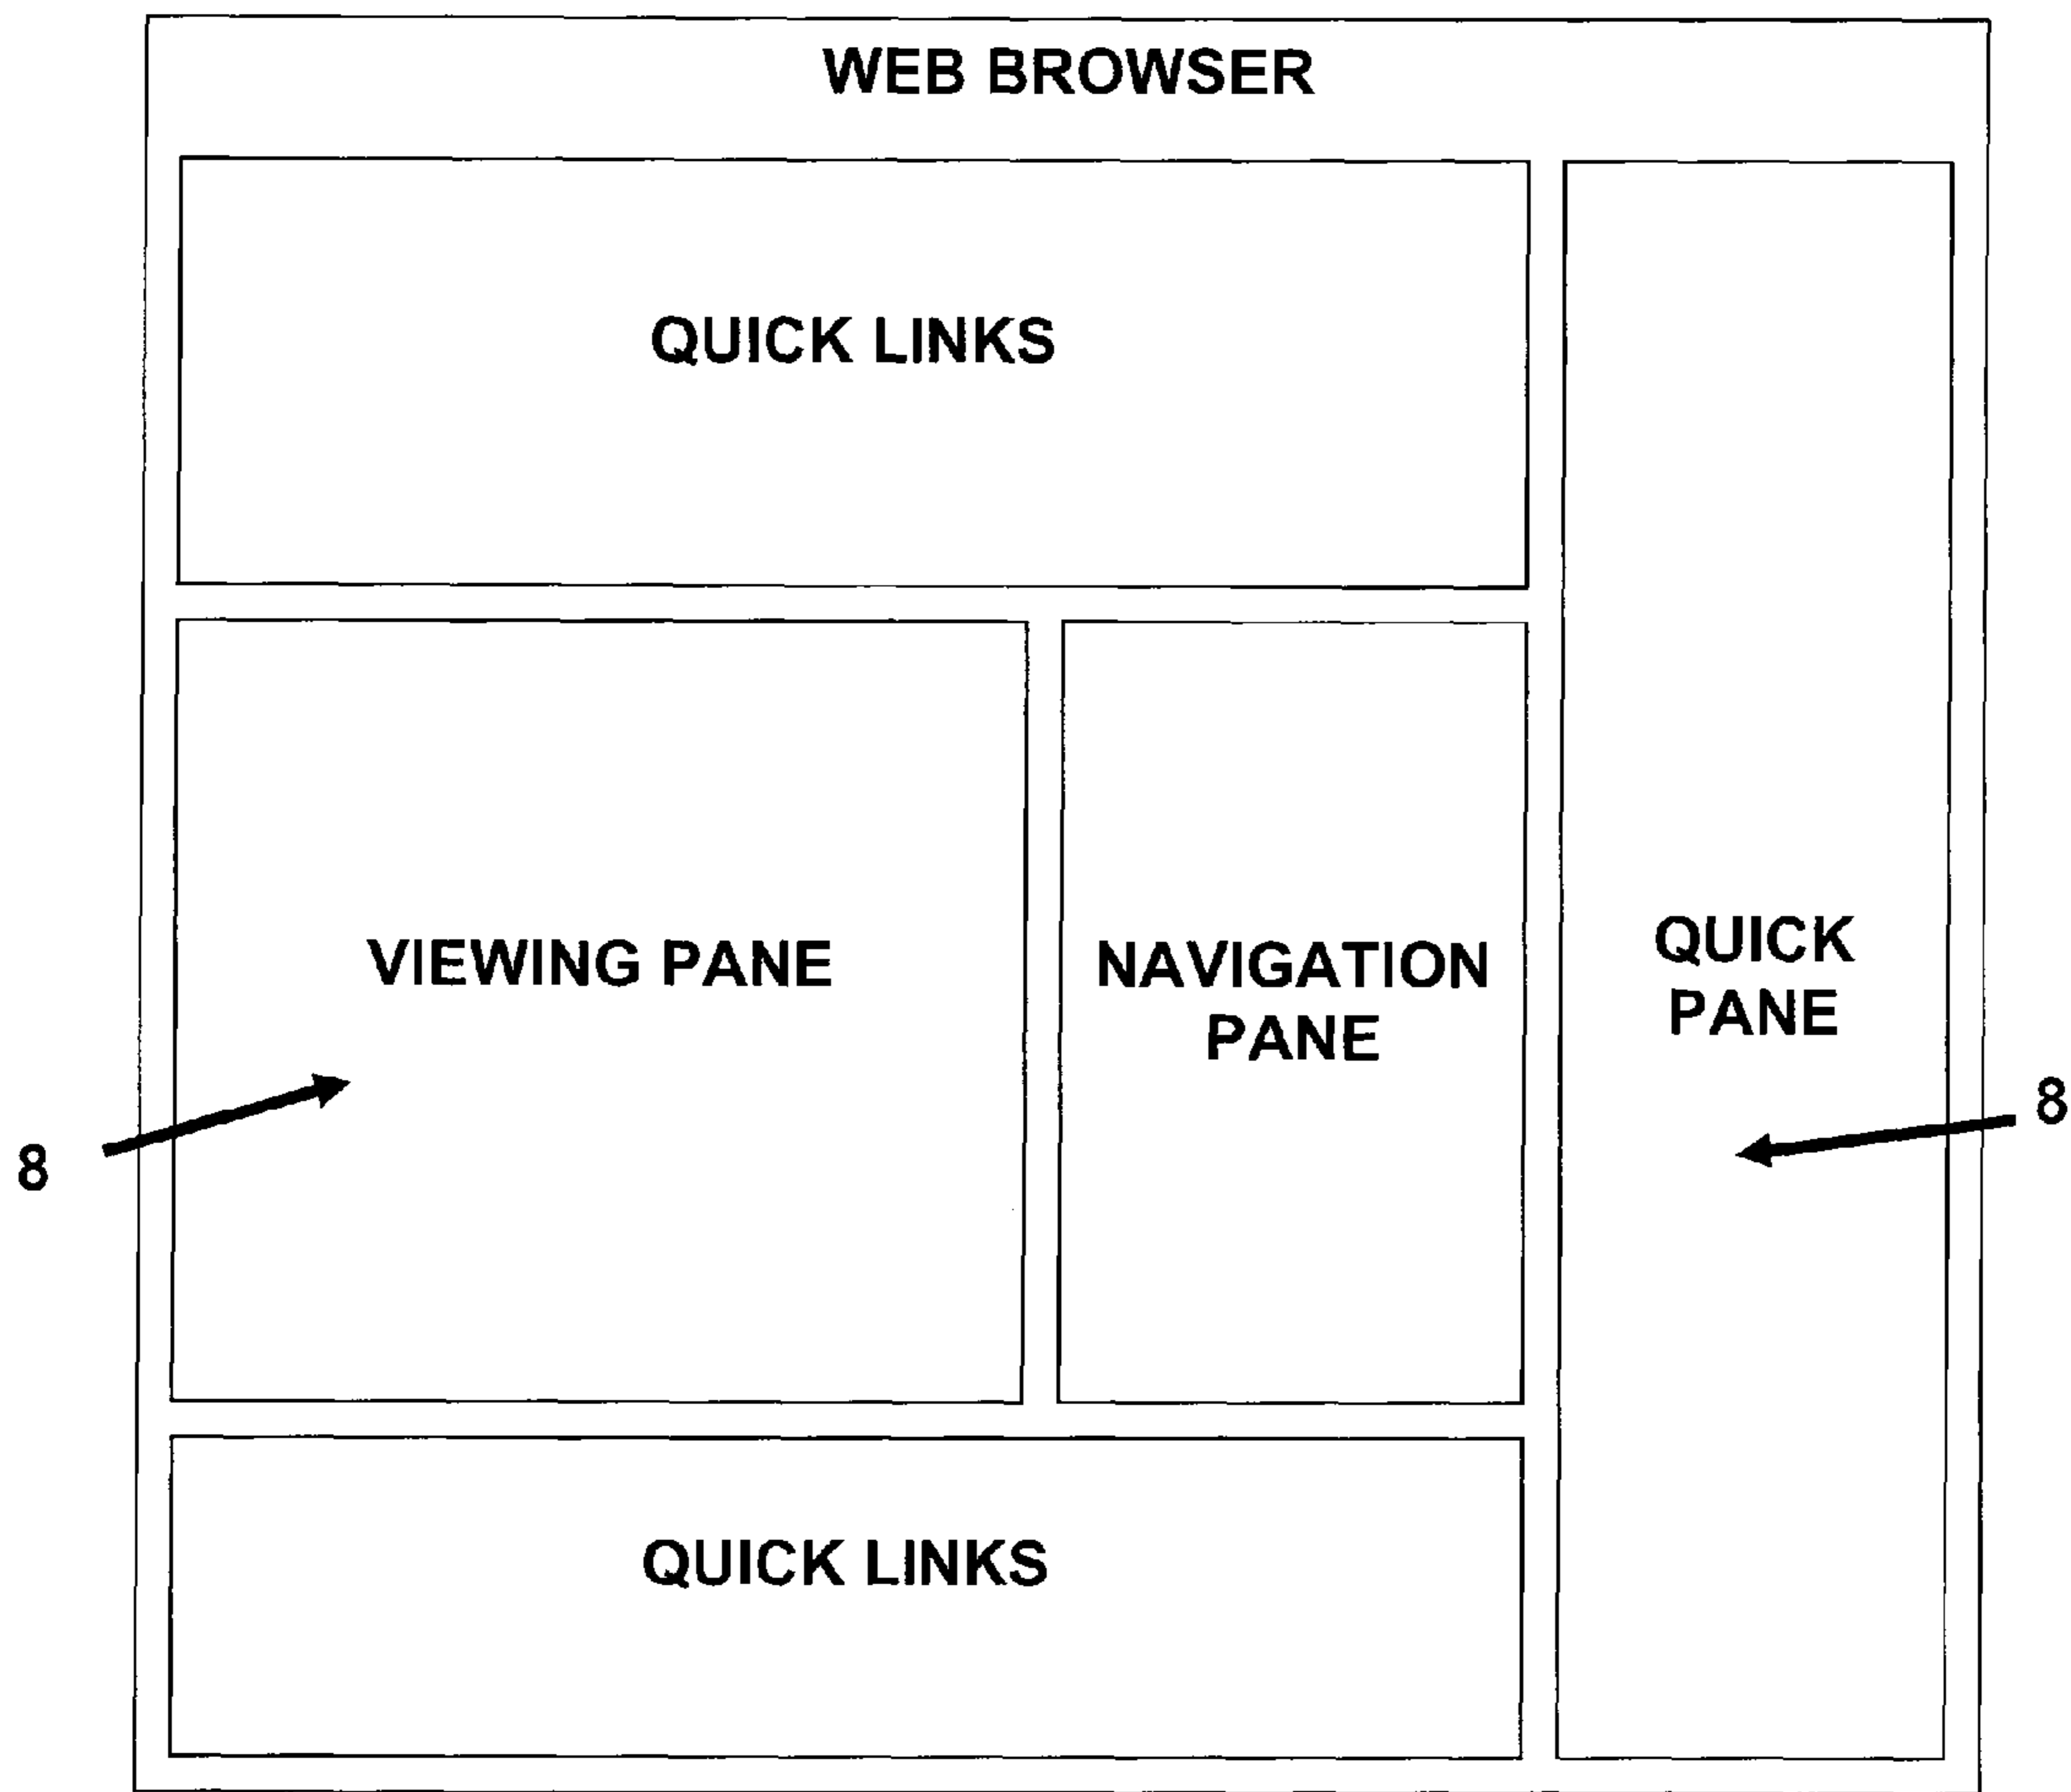 WEB BROWSER
QUICK LINKS
VIEWING PANE
NAVIGATION
PANE
QUICK
PANE
8
8
QUICK LINKS